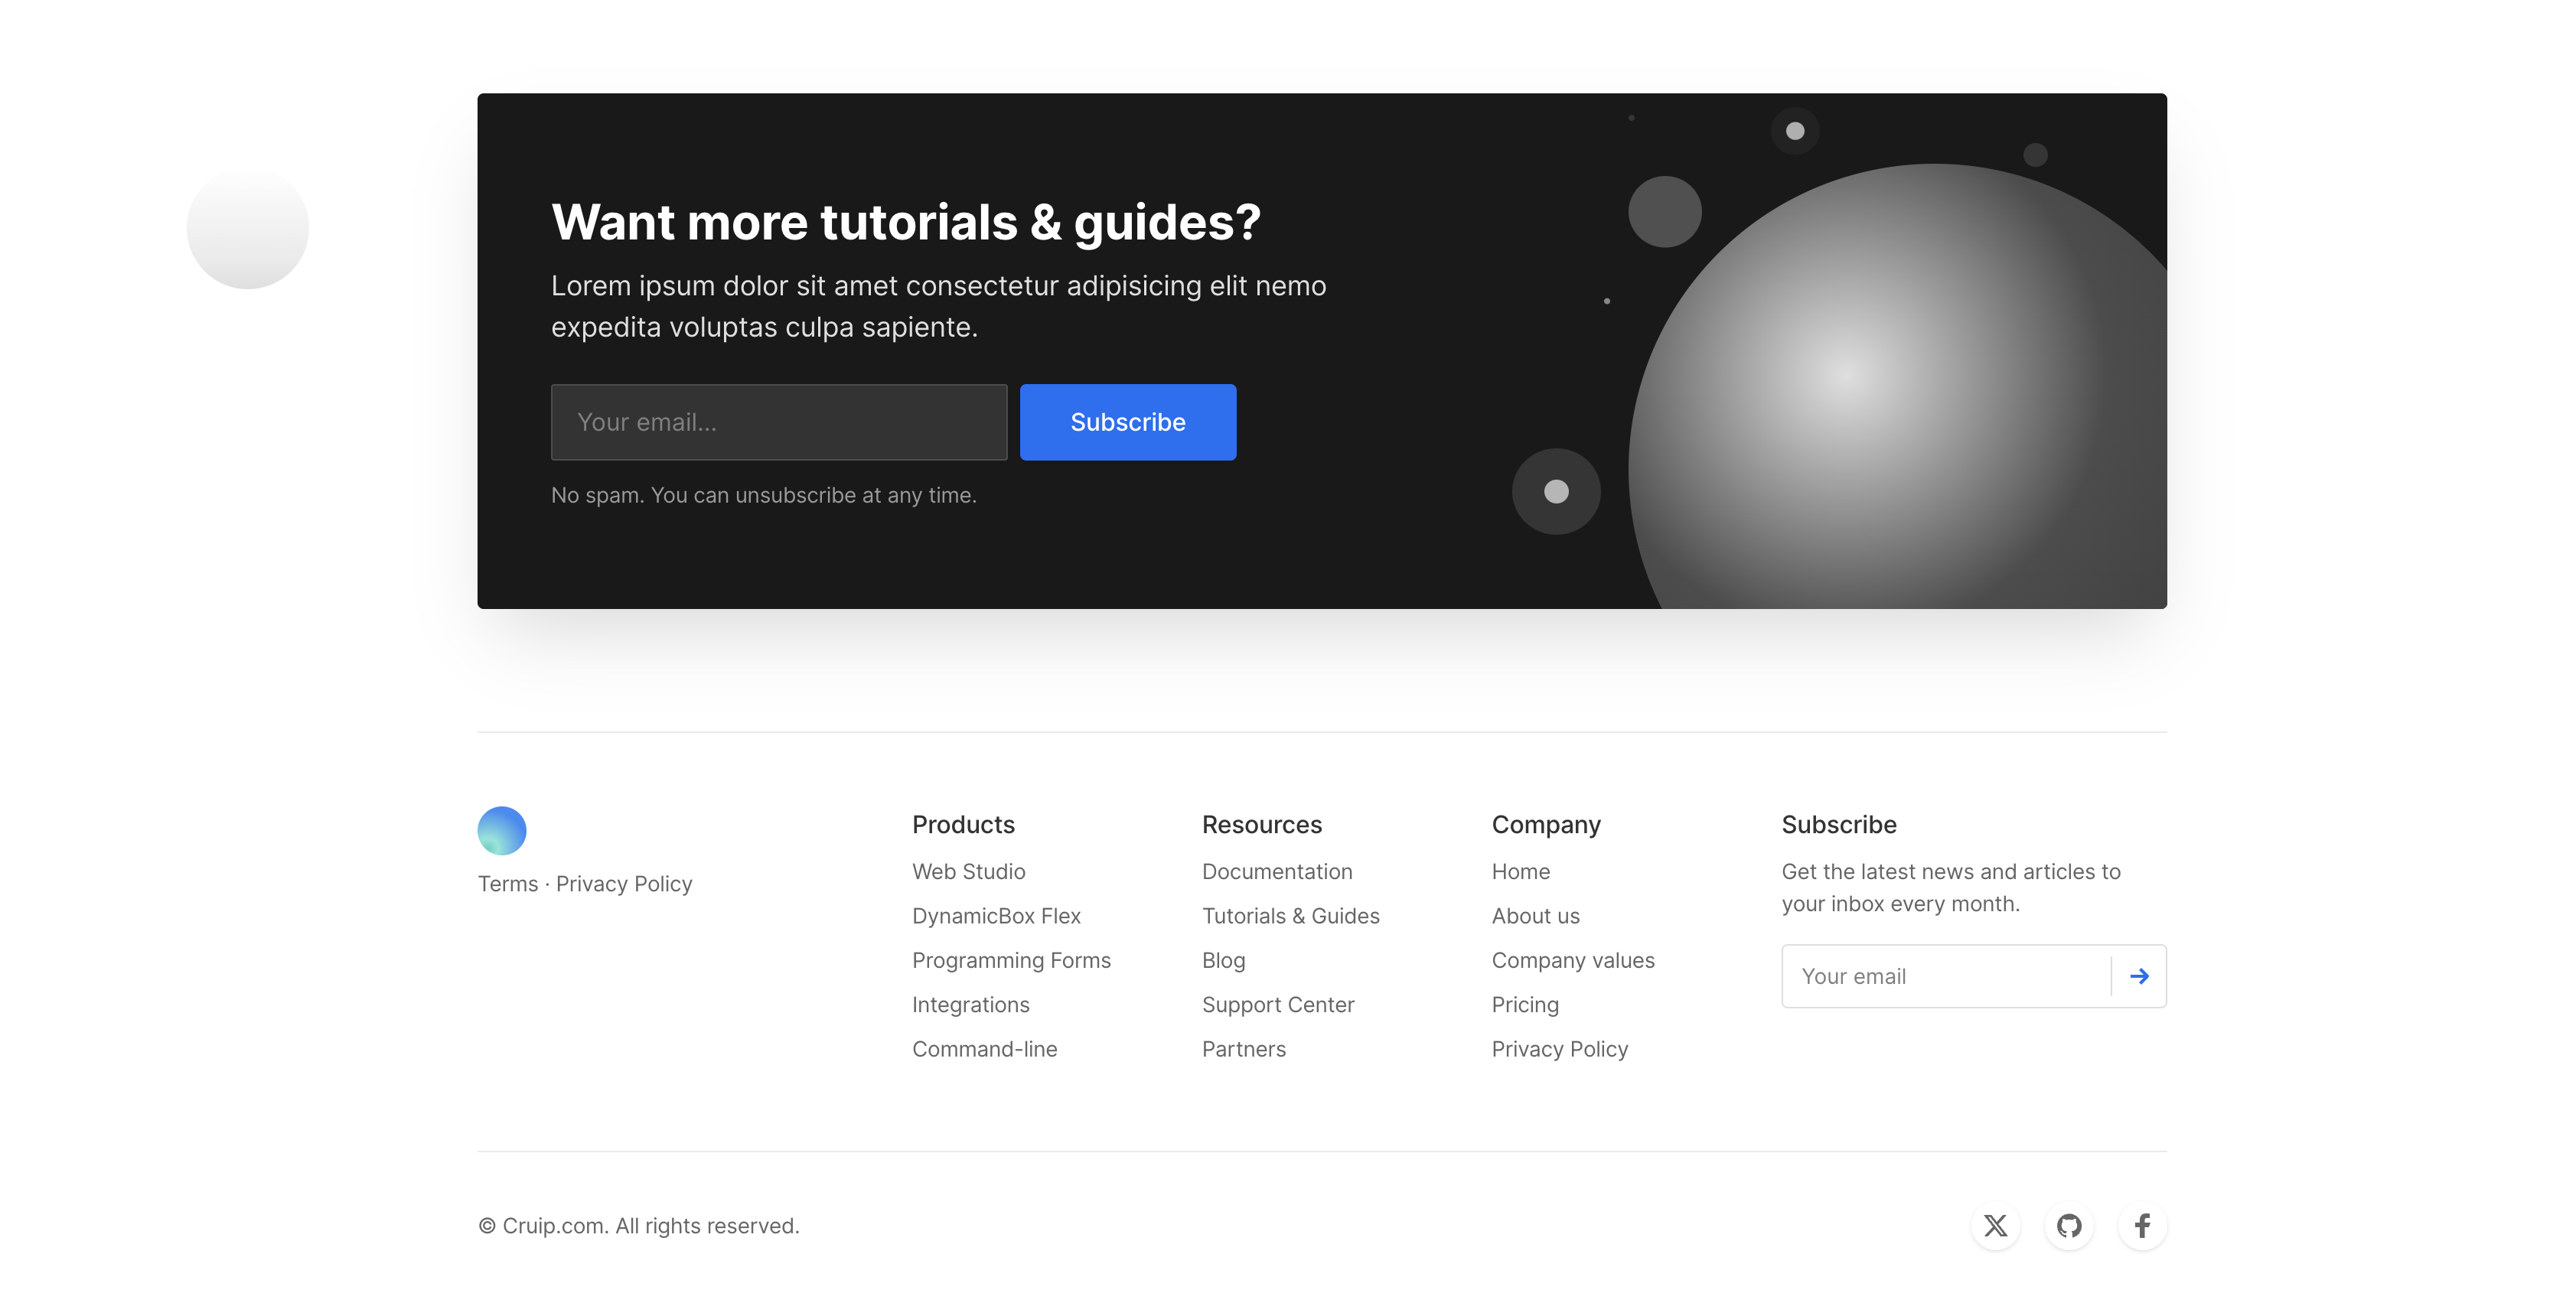 Want more tutorials & guides?
Lorem ipsum dolor sit amet consectetur adipisicing elit nemo
expedita voluptas culpa sapiente.
Your email...
Subscribe
No spam. You can unsubscribe at any time.
Terms · Privacy Policy
Products
Web Studio
DynamicBox Flex
Programming Forms
Integrations
Command-line
Resources
Documentation
Tutorials & Guides
Blog
Support Center
Partners
Company
Home
About us
Company values
Pricing
Privacy Policy
Subscribe
Get the latest news and articles to
your inbox every month.
Your email
© Cruip.com. All rights reserved.